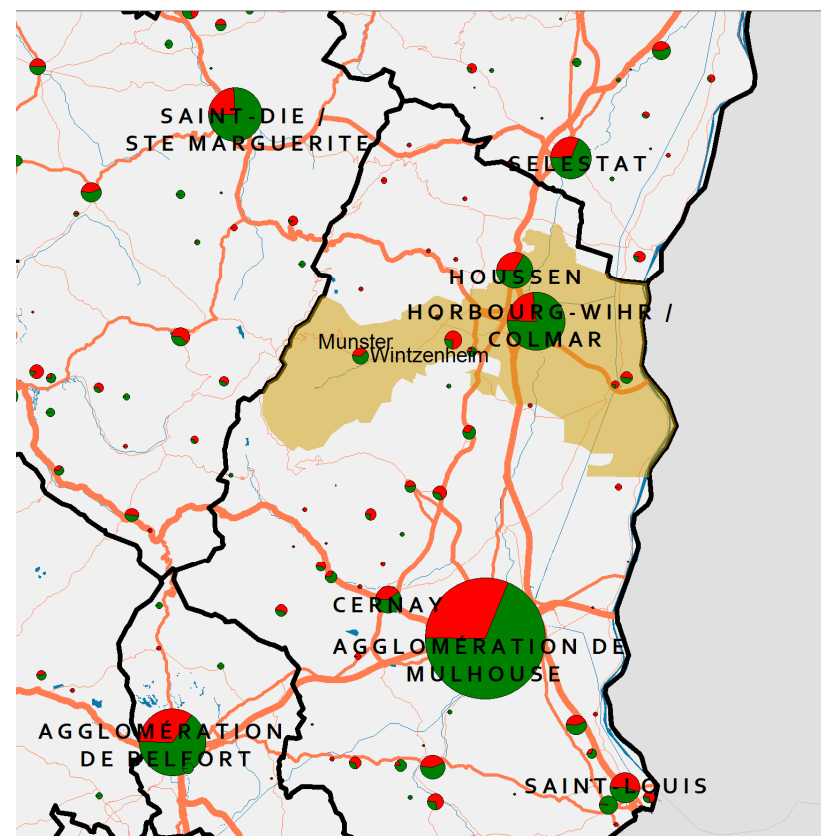 SAINT-DIE /
STE MARGUERITE
SELESTAT
HOUSSEN
HORBOURG-WIHR /
COLMAR
Munster
Wintzenheim
CERNAY
AGGLOMÉRATION DE
MULHOUSE
AGGLOMÉRATION
DE BELFORT
SAINT-LOUIS